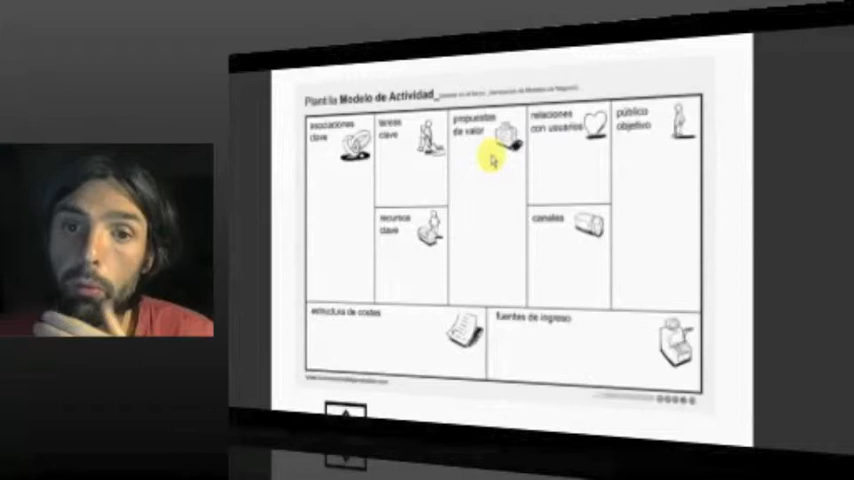 Plantilla Modelo de Actividad_
asociaciones
clave
tareas
clave
propuestas
de valor
relaciones
con usuarios
público
objetivo
recursos
clave
canales
estructura de costes
fuentes de ingreso